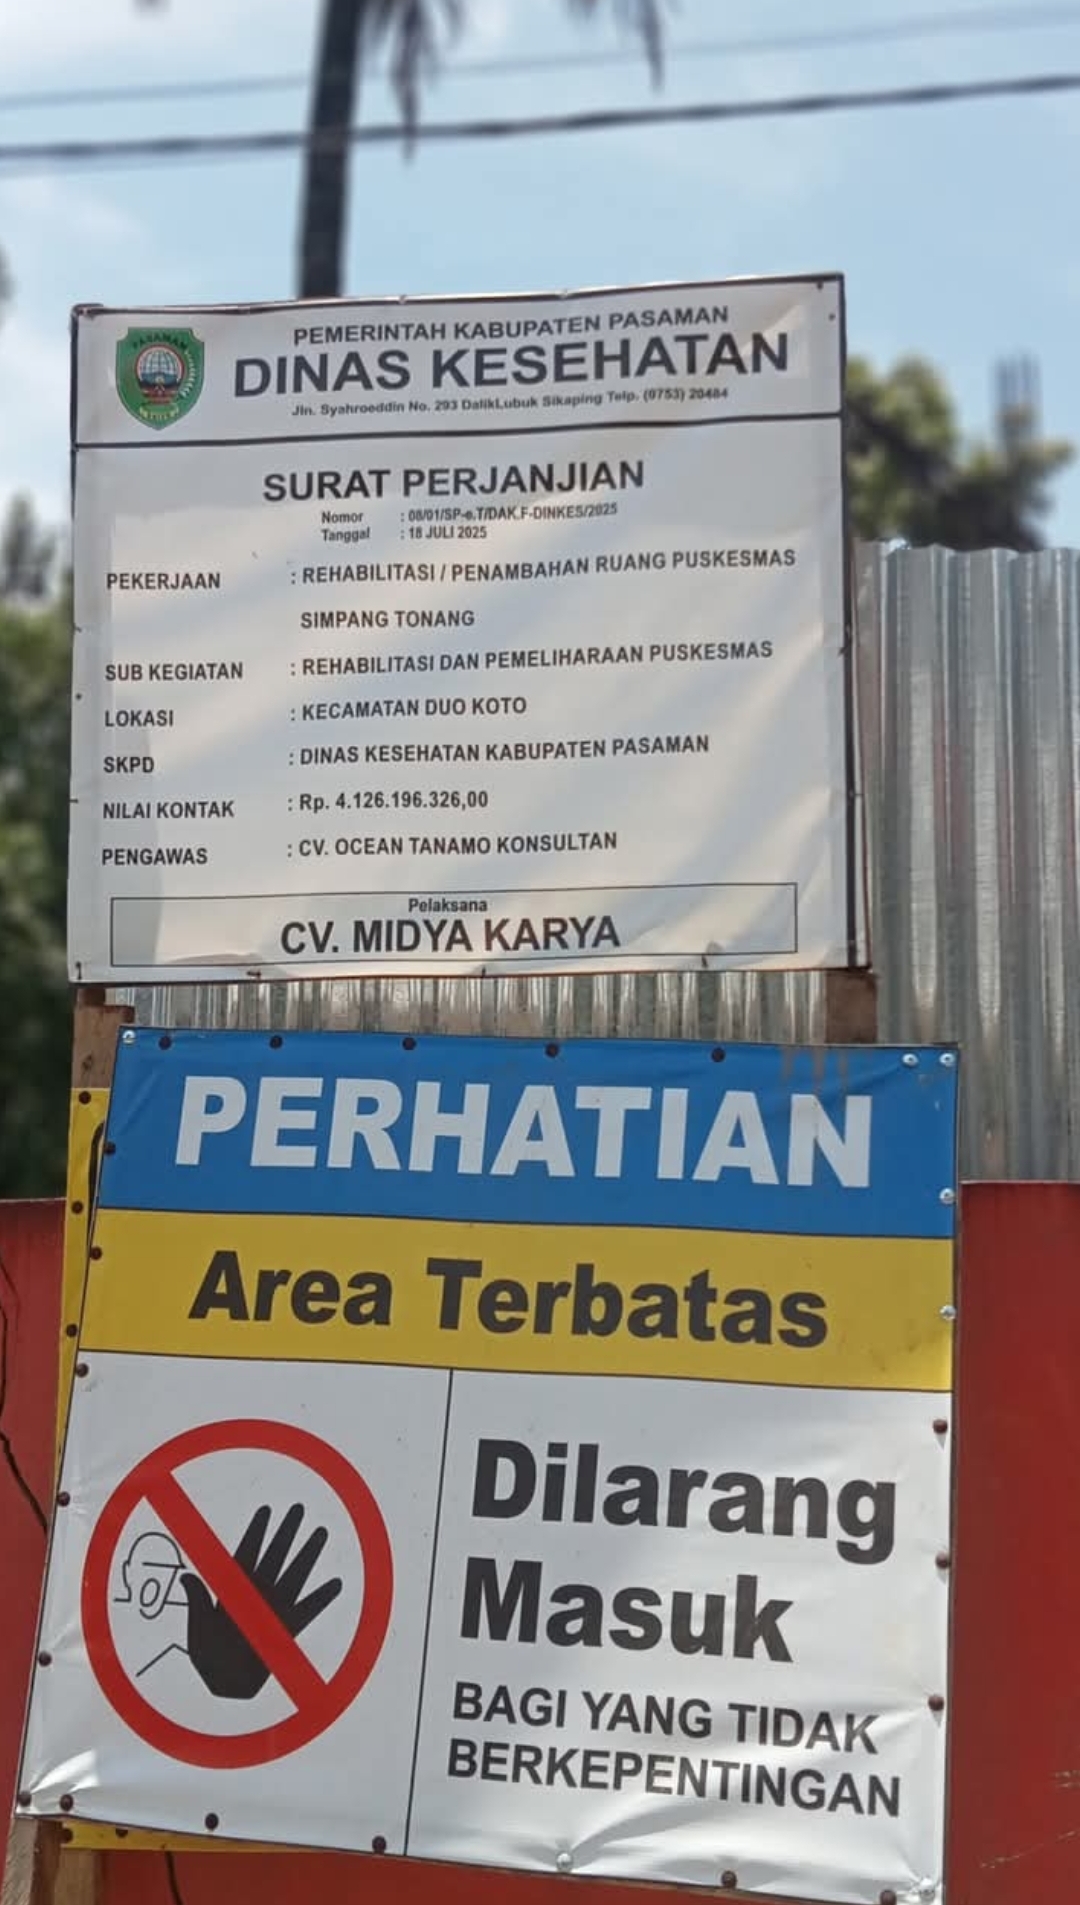 PASAMAN
PEMERINTAH KABUPATEN PASAMAN
DINAS KESEHATAN
Jln. Syahroeddin No. 293 DalikLubuk Sikaping Telp. (0753) 20484
SURAT PERJANJIAN
Nomor : 08/01/SP-e.T/DAK.F-DINKES/2025
Tanggal : 18 JULI 2025
PEKERJAAN : REHABILITASI / PENAMBAHAN RUANG PUSKESMAS
SIMPANG TONANG
SUB KEGIATAN : REHABILITASI DAN PEMELIHARAAN PUSKESMAS
LOKASI : KECAMATAN DUO KOTO
SKPD : DINAS KESEHATAN KABUPATEN PASAMAN
NILAI KONTAK : Rp. 4.126.196.326,00
PENGAWAS : CV. OCEAN TANAMO KONSULTAN
Pelaksana
CV. MIDYA KARYA
PERHATIAN
Area Terbatas
Dilarang
Masuk
BAGI YANG TIDAK
BERKEPENTINGAN